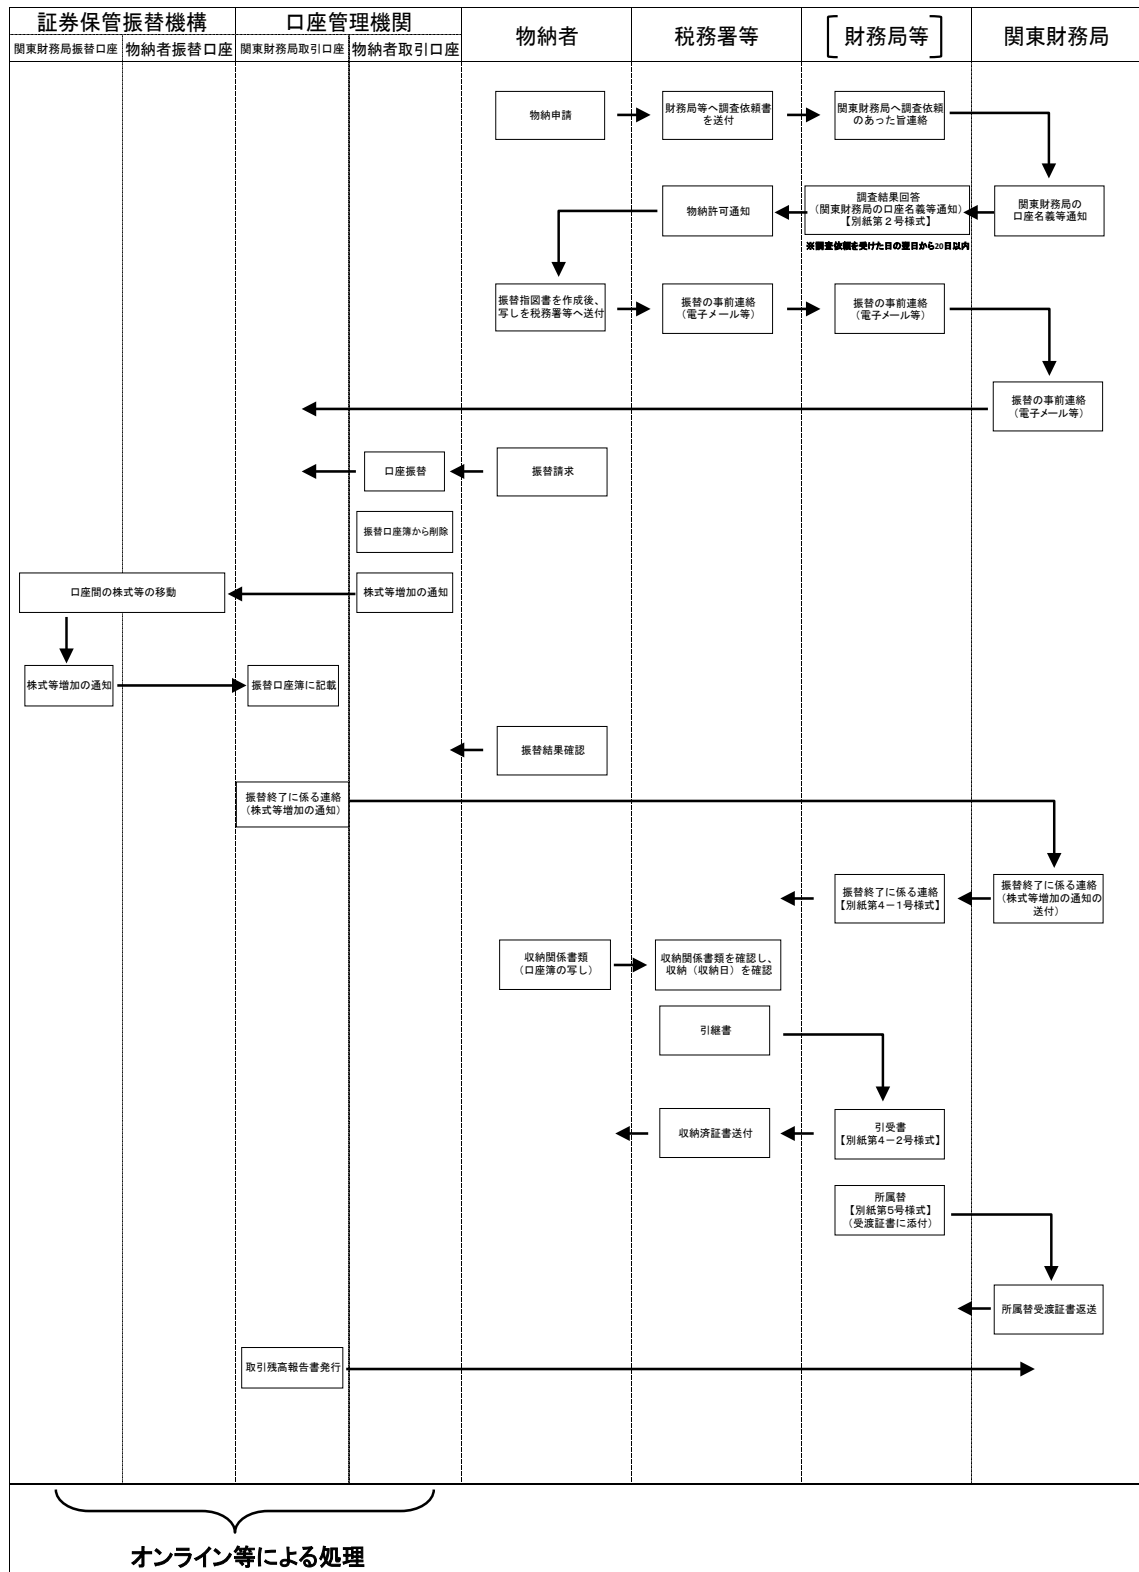 証券保管振替機構
口座管理機関
物納者
税務署等
財務局等
関東財務局
関東財務局振替口座
物納者振替口座
関東財務局取引口座
物納者取引口座
物納申請
財務局等へ調査依頼書
を送付
関東財務局へ調査依頼
のあった旨連絡
物納許可通知
調査結果回答
（関東財務局の口座名義等通知）
【別紙第２号様式】
関東財務局の
口座名義等通知
※調査依頼を受けた日の翌日から20日以内
振替指図書を作成後、
写しを税務署等へ送付
振替の事前連絡
（電子メール等）
振替の事前連絡
（電子メール等）
振替の事前連絡
（電子メール等）
口座振替
振替請求
振替口座簿から削除
口座間の株式等の移動
株式等増加の通知
株式等増加の通知
振替口座簿に記載
振替結果確認
振替終了に係る連絡
（株式等増加の通知）
振替終了に係る連絡
【別紙第４－１号様式】
振替終了に係る連絡
（株式等増加の通知の
送付）
収納関係書類
（口座簿の写し）
収納関係書類を確認し、
収納（収納日）を確認
引継書
収納済証書送付
引受書
【別紙第４－２号様式】
所属替
【別紙第５号様式】
（受渡証書に添付）
所属替受渡証書返送
取引残高報告書発行
オンライン等による処理